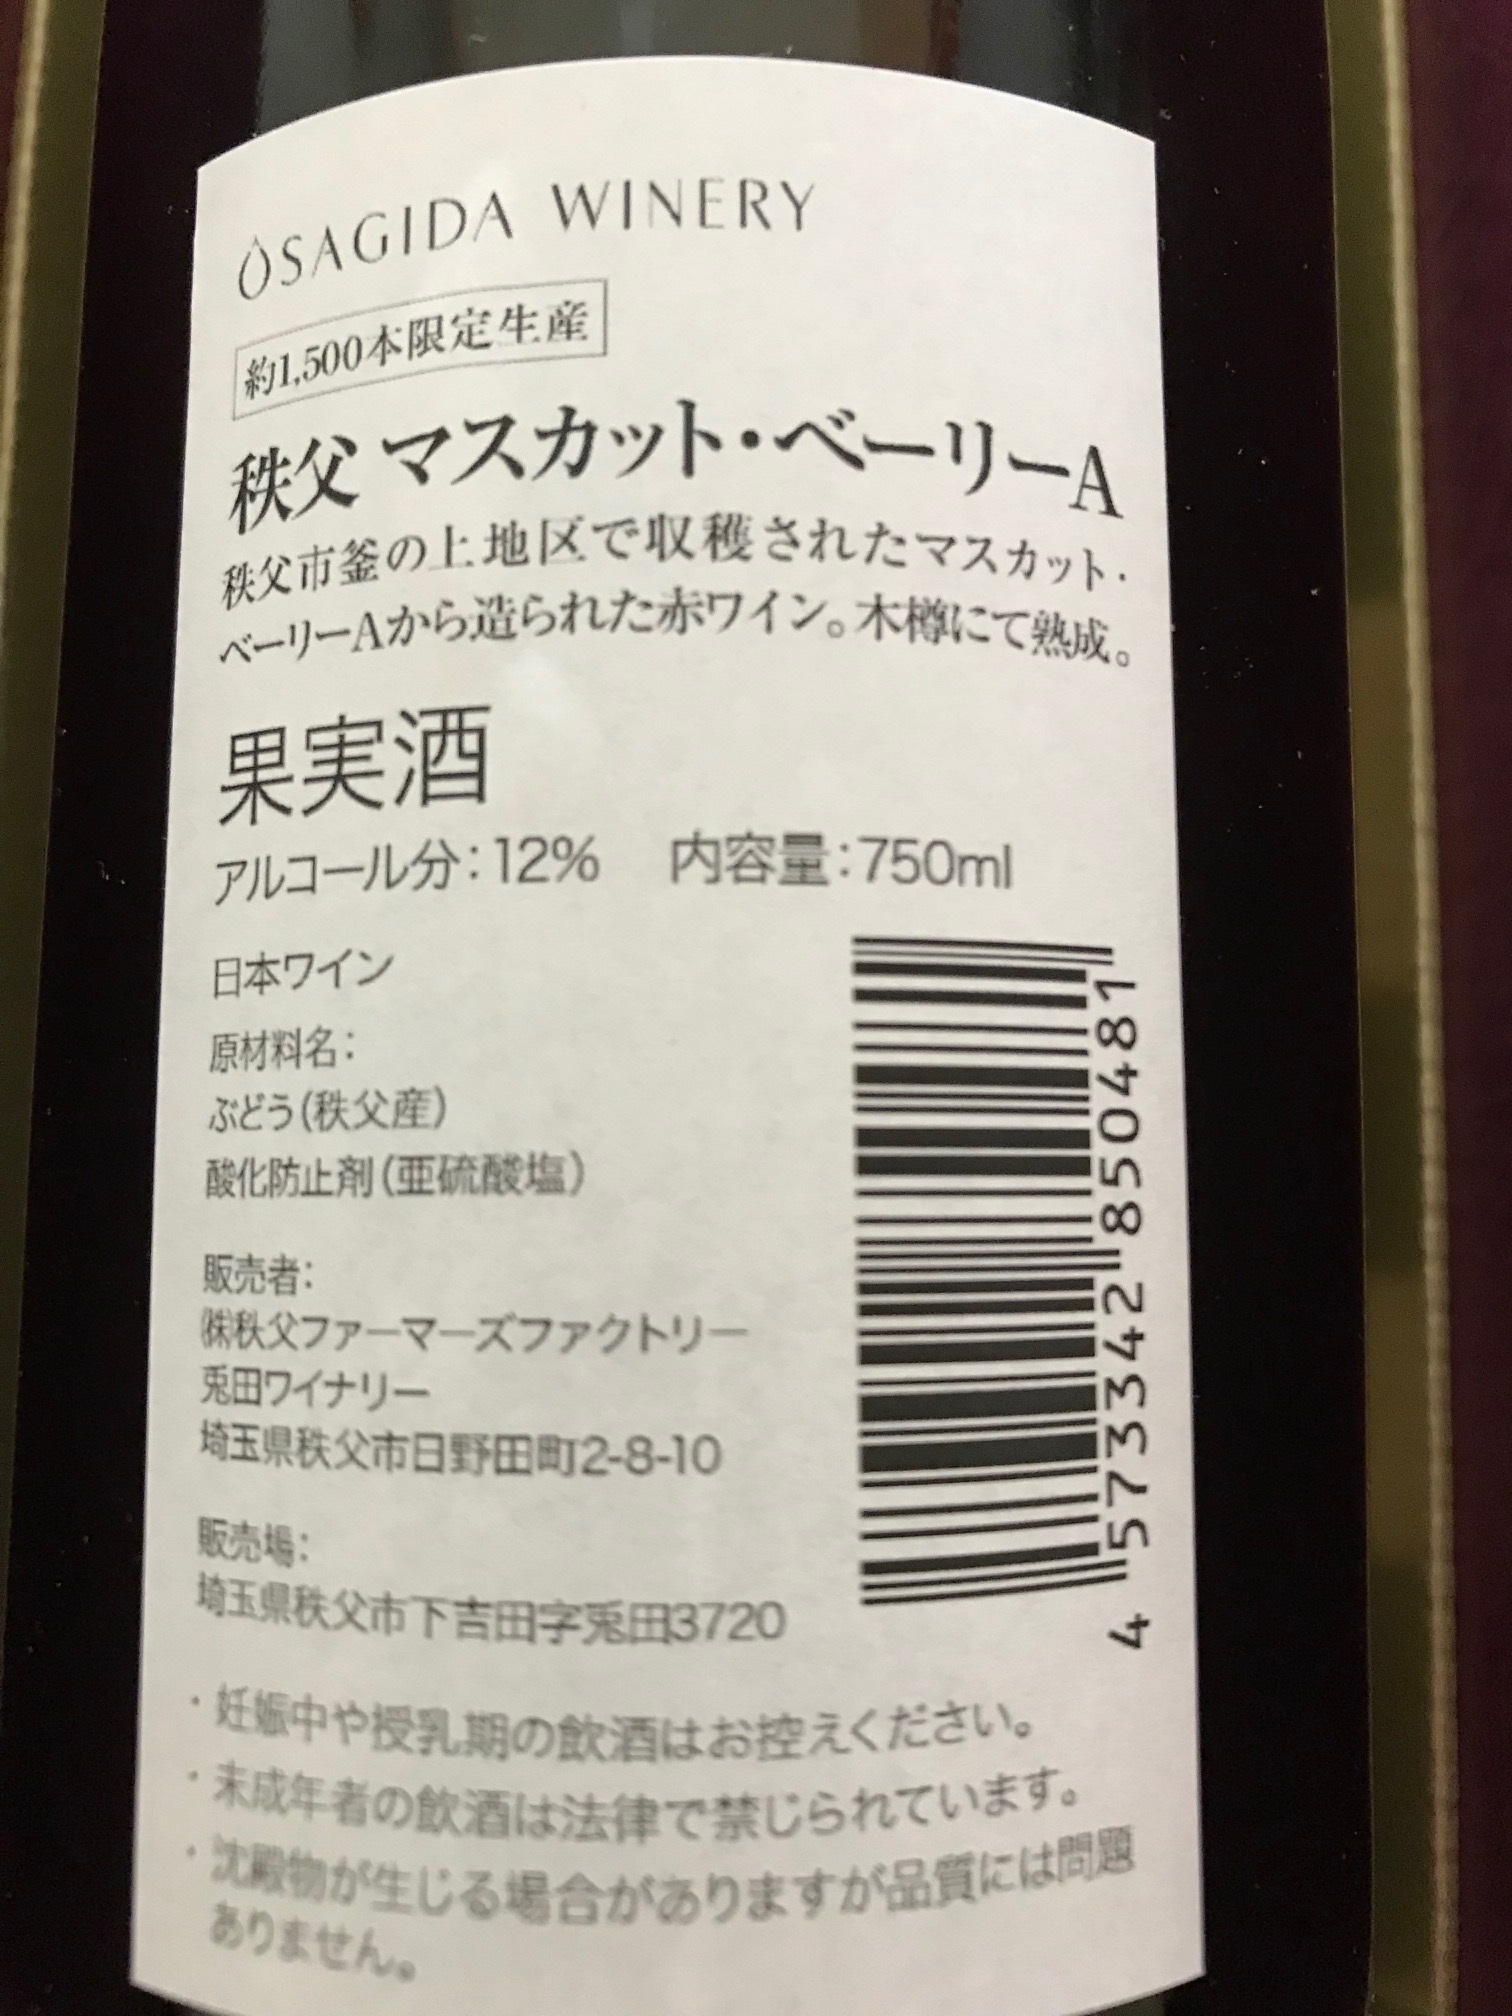 OSAGIDA WINERY
約1,500本限定生産
秩父 マスカット・ベーリーA
秩父市釜の上地区で収穫されたマスカット・
ベーリーAから造られた赤ワイン。木樽にて熟成。
果実酒
アルコール分：12%　内容量：750ml
日本ワイン
原材料名：
ぶどう（秩父産）
酸化防止剤（亜硫酸塩）
販売者：
㈱秩父ファーマーズファクトリー
兎田ワイナリー
埼玉県秩父市日野田町2-8-10
販売場：
埼玉県秩父市下吉田字兎田3720
4 573342 850481
・妊娠中や授乳期の飲酒はお控えください。
・未成年者の飲酒は法律で禁じられています。
・沈殿物が生じる場合がありますが品質には問題
ありません。